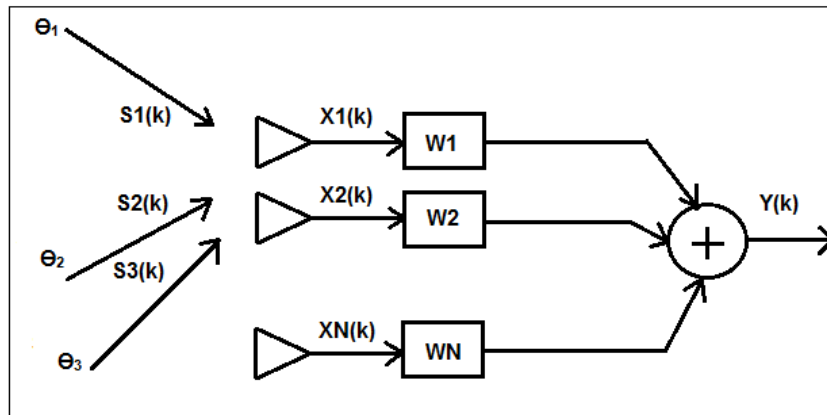 Θ₁
S1(k)
X1(k)
W1
S2(k)
X2(k)
W2
Y(k)
+
Θ₂
S3(k)
XN(k)
WN
Θ₃